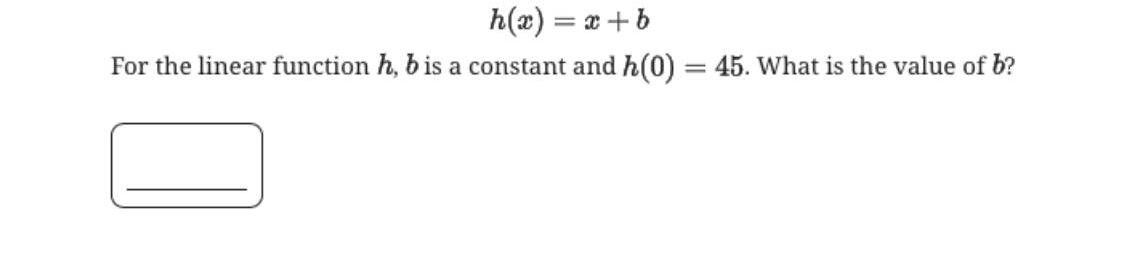 h(x) = x + b
For the linear function h, b is a constant and h(0) = 45. What is the value of b?